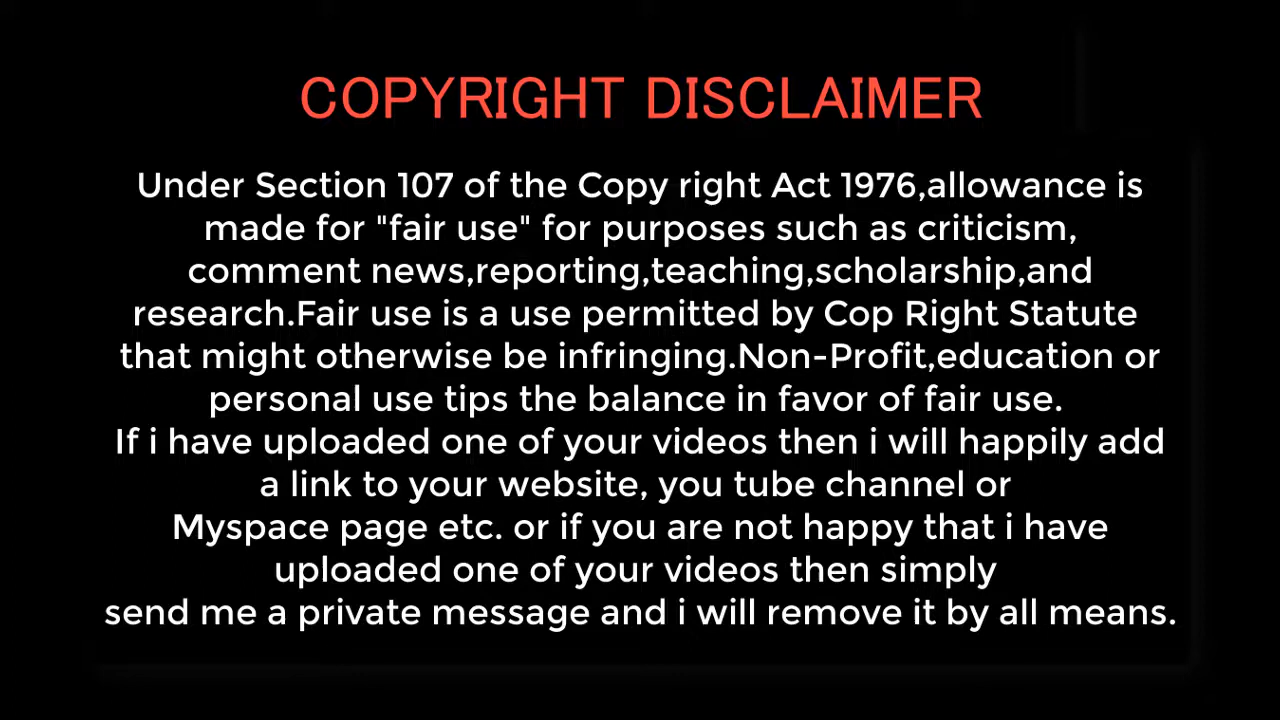 COPYRIGHT DISCLAIMER
Under Section 107 of the Copy right Act 1976,allowance is
made for "fair use" for purposes such as criticism,
comment news,reporting,teaching,scholarship,and
research.Fair use is a use permitted by Cop Right Statute
that might otherwise be infringing.Non-Profit,education or
personal use tips the balance in favor of fair use.
If i have uploaded one of your videos then i will happily add
a link to your website, you tube channel or
Myspace page etc. or if you are not happy that i have
uploaded one of your videos then simply
send me a private message and i will remove it by all means.